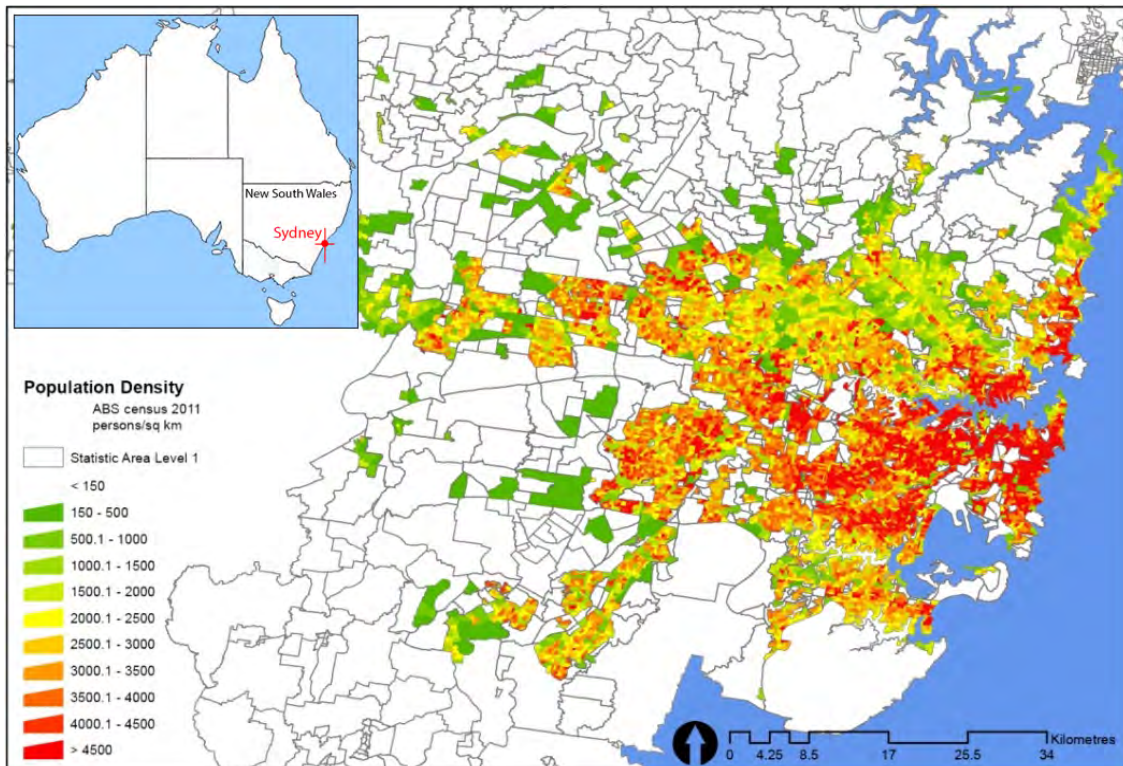 New South Wales
Sydney
Population Density
ABS census 2011
persons/sq km
Statistic Area Level 1
< 150
150 - 500
500.1 - 1000
1000.1 - 1500
1500.1 - 2000
2000.1 - 2500
2500.1 - 3000
3000.1 - 3500
3500.1 - 4000
4000.1 - 4500
> 4500
Kilometres
0 4.25 8.5 17 25.5 34